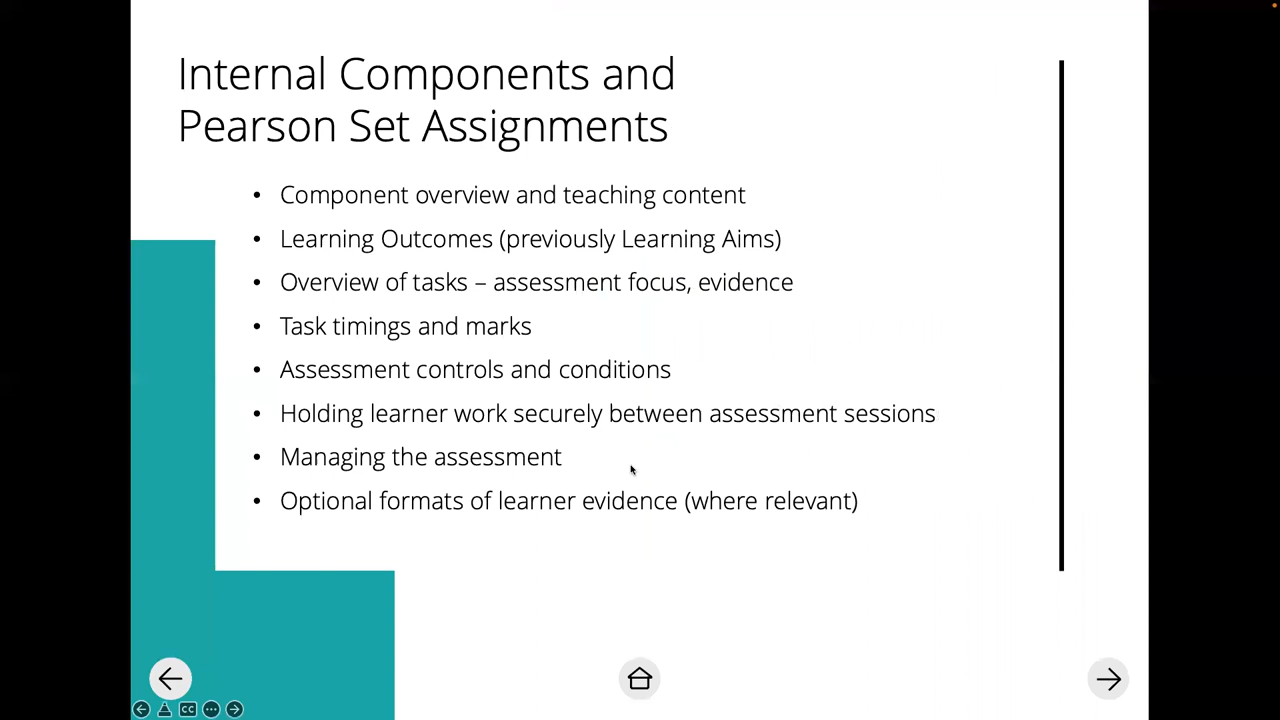 Internal Components and
Pearson Set Assignments
• Component overview and teaching content
• Learning Outcomes (previously Learning Aims)
• Overview of tasks – assessment focus, evidence
• Task timings and marks
• Assessment controls and conditions
• Holding learner work securely between assessment sessions
• Managing the assessment
• Optional formats of learner evidence (where relevant)
CC